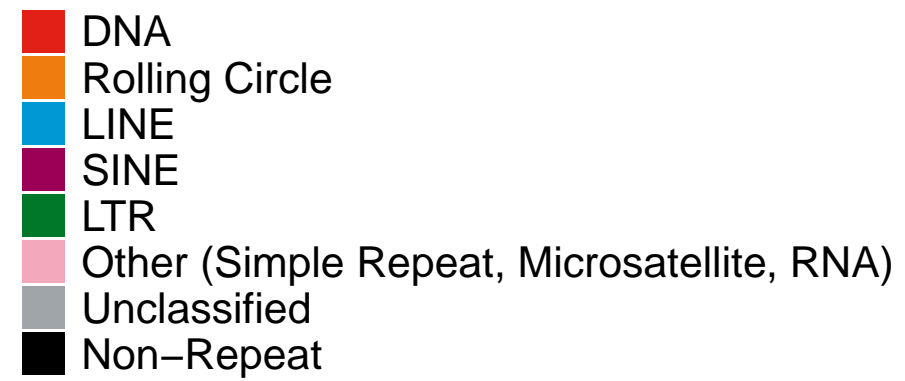 DNA
Rolling Circle
LINE
SINE
LTR
Other (Simple Repeat, Microsatellite, RNA)
Unclassified
Non−Repeat